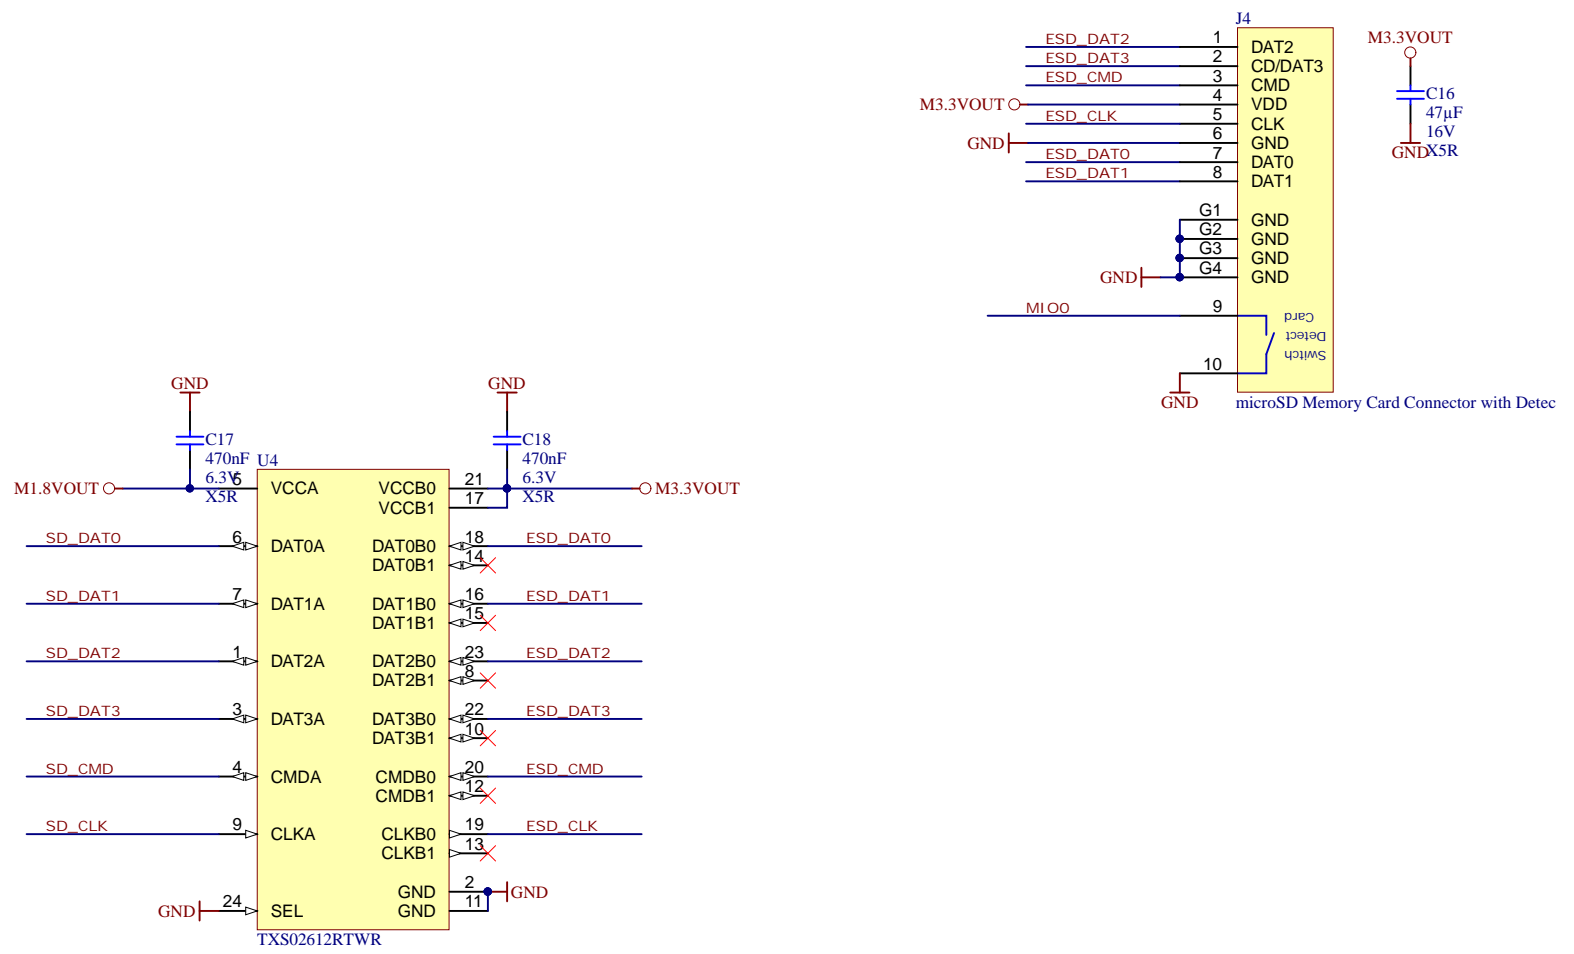 J4
ESD_DAT2 1 DAT2
ESD_DAT3 2 CD/DAT3
ESD_CMD 3 CMD
M3.3VOUT 4 VDD
ESD_CLK 5 CLK
GND 6 GND
ESD_DAT0 7 DAT0
ESD_DAT1 8 DAT1
G1 GND
G2 GND
G3 GND
GND G4 GND
MIO0 9
Card
Detect
Switch
10
GND
microSD Memory Card Connector with Detec
M3.3VOUT
C16
47µF
16V
X5R
GND
GND
C17
470nF
6.3V
X5R
GND
C18
470nF
6.3V
X5R
U4
M1.8VOUT 5 VCCA VCCB0 21 M3.3VOUT
VCCB1 17
SD_DAT0 6 DAT0A DAT0B0 18 ESD_DAT0
DAT0B1 14
SD_DAT1 7 DAT1A DAT1B0 16 ESD_DAT1
DAT1B1 15
SD_DAT2 1 DAT2A DAT2B0 23 ESD_DAT2
DAT2B1 8
SD_DAT3 3 DAT3A DAT3B0 22 ESD_DAT3
DAT3B1 10
SD_CMD 4 CMDA CMDB0 20 ESD_CMD
CMDB1 12
SD_CLK 9 CLKA CLKB0 19 ESD_CLK
CLKB1 13
GND 2 GND
GND 24 SEL GND 11
TXS02612RTWR